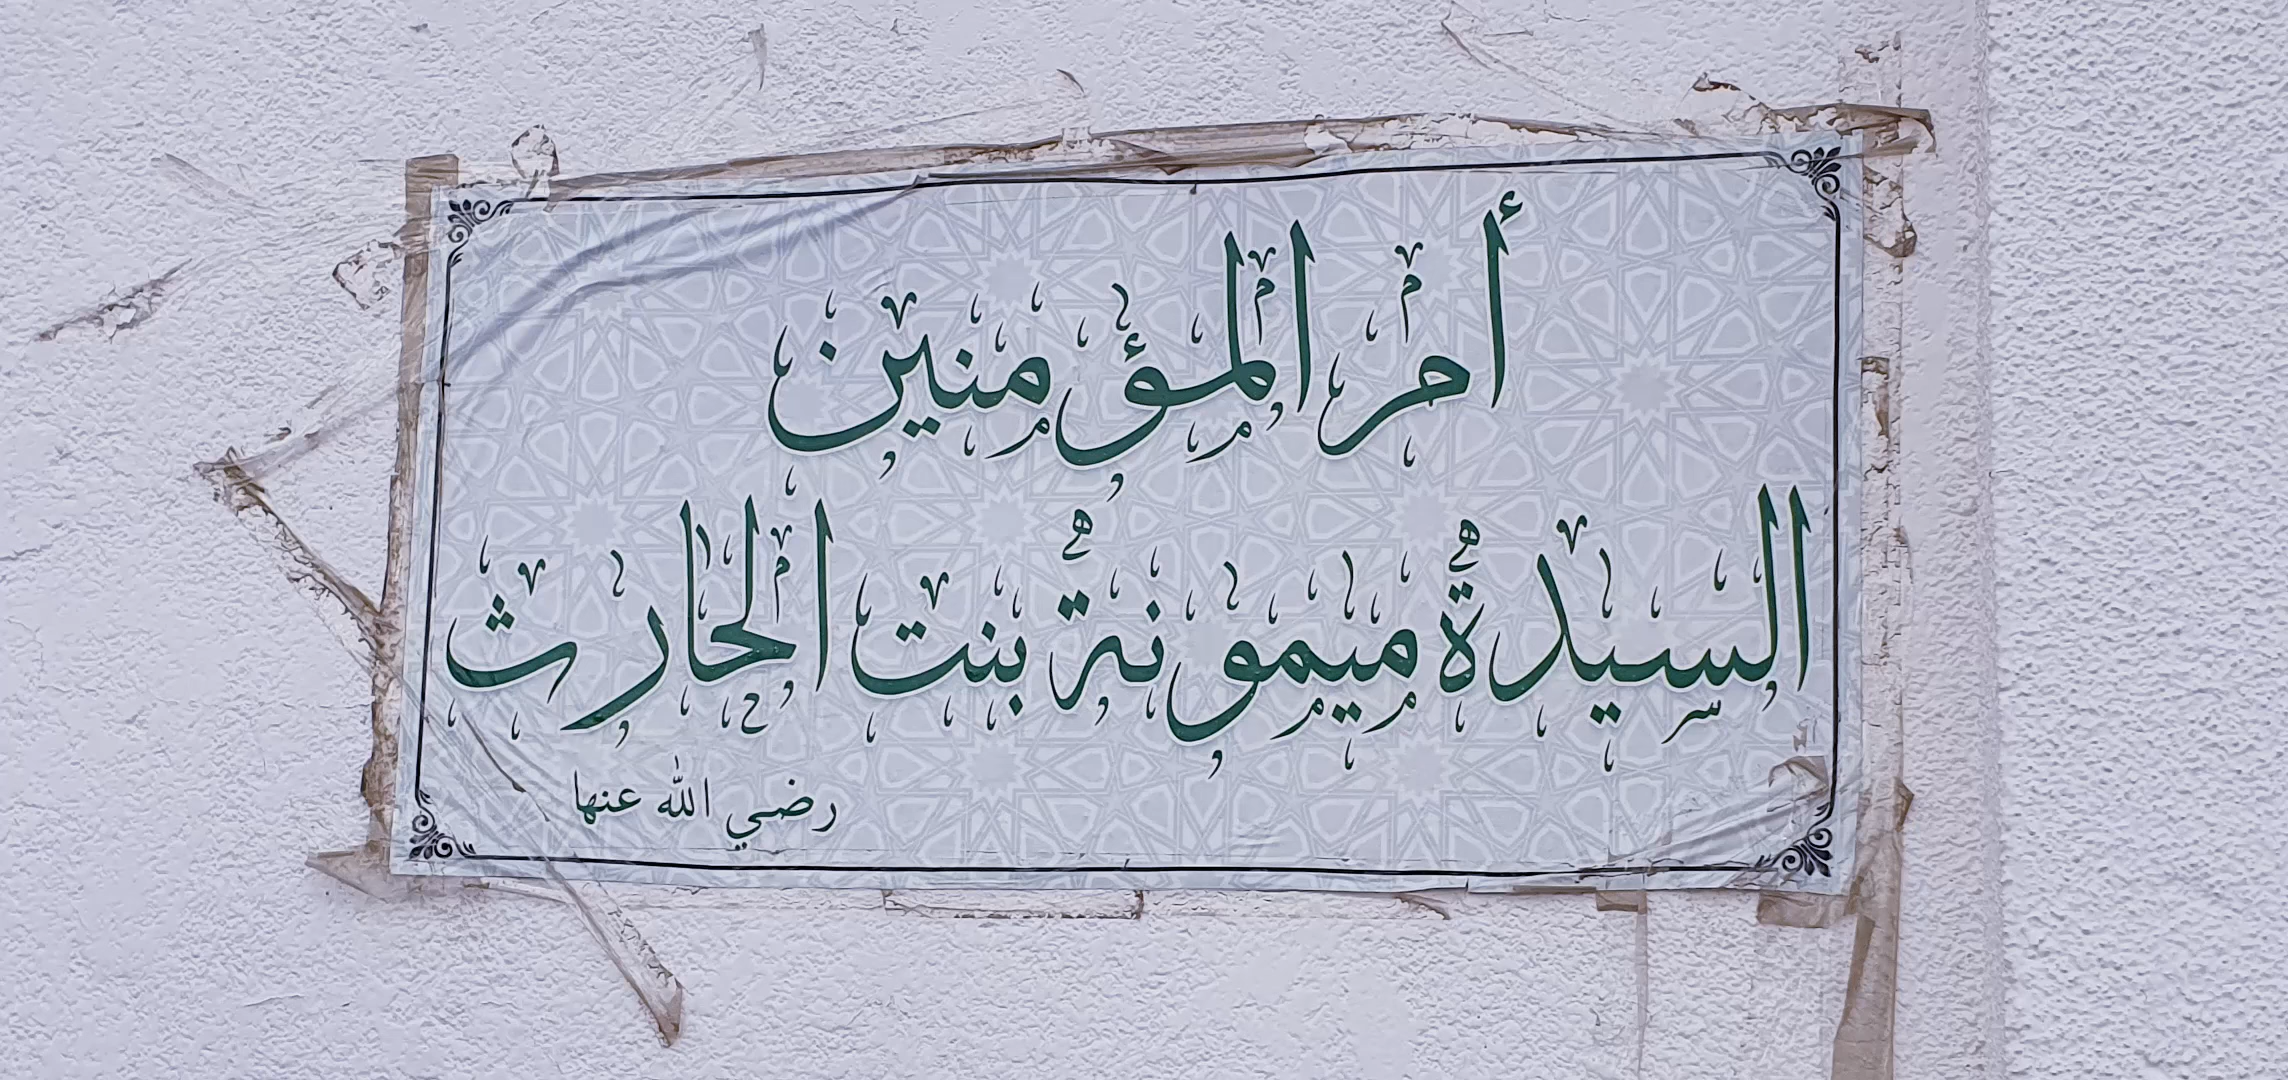 أم المؤمنين
السيدة ميمونة بنت الحارث
رضي الله عنها